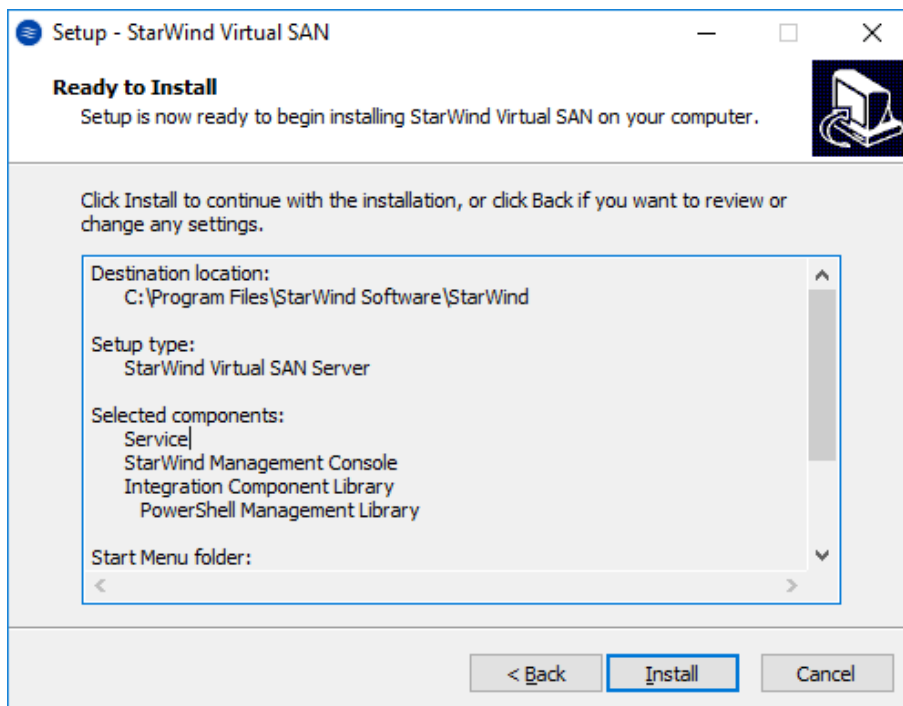 Setup - StarWind Virtual SAN
Ready to Install
Setup is now ready to begin installing StarWind Virtual SAN on your computer.
Click Install to continue with the installation, or click Back if you want to review or
change any settings.
Destination location:
C:\Program Files\StarWind Software\StarWind
Setup type:
StarWind Virtual SAN Server
Selected components:
Service
StarWind Management Console
Integration Component Library
PowerShell Management Library
Start Menu folder:
< Back
Install
Cancel